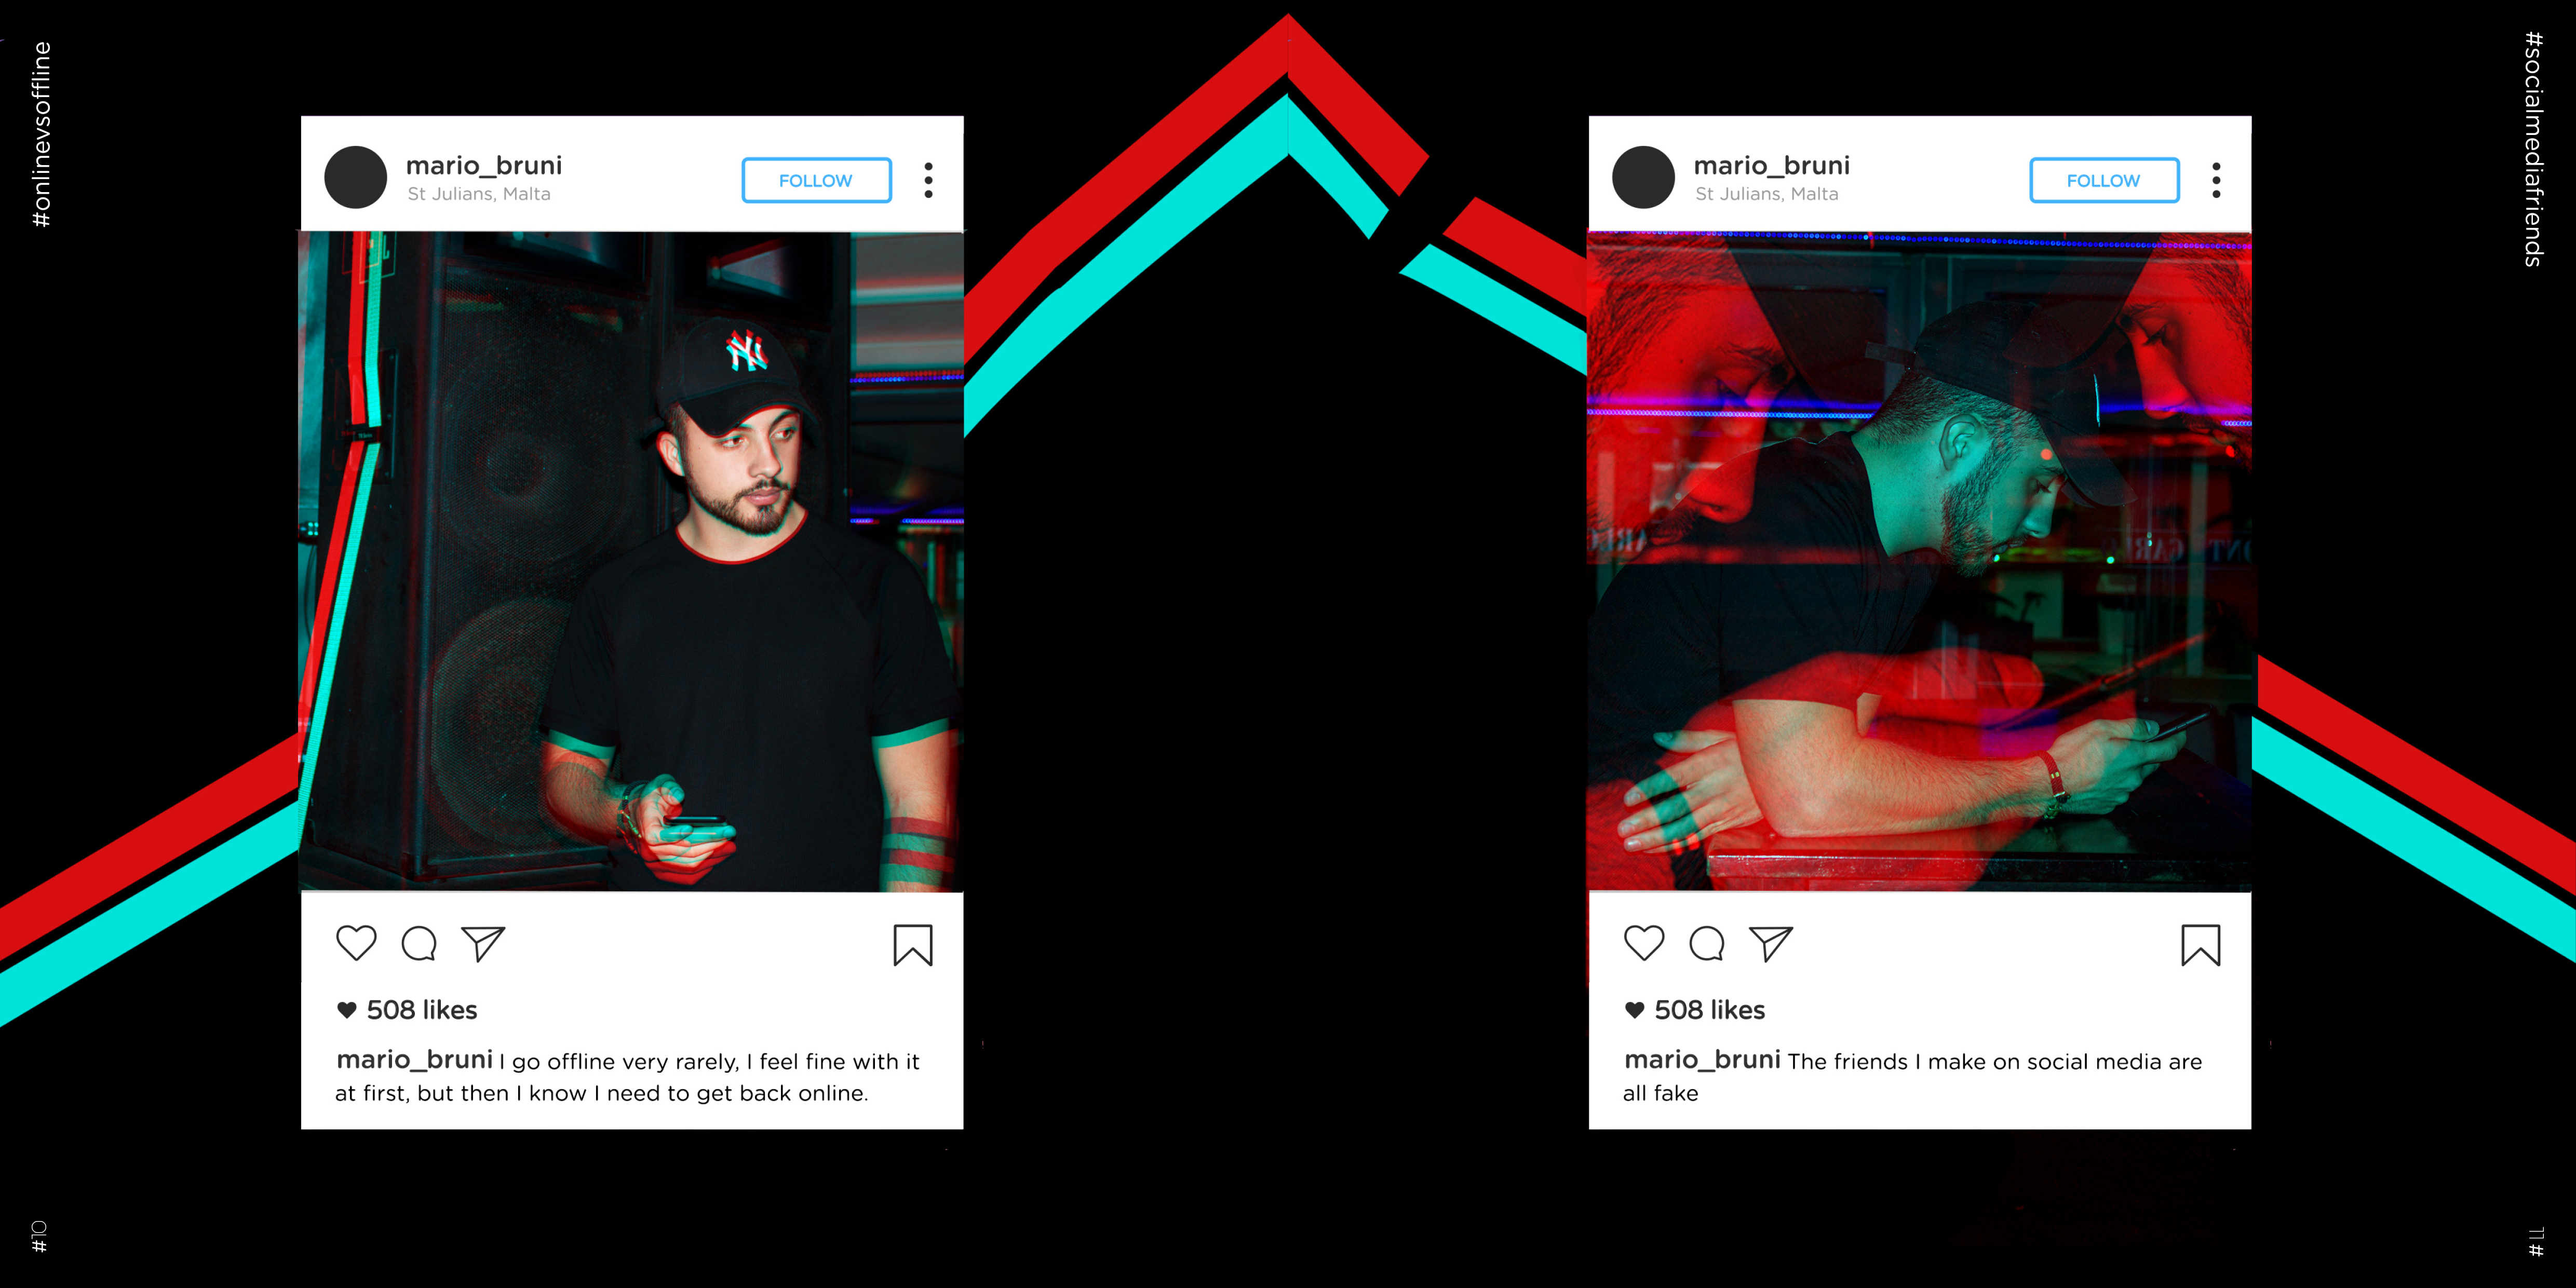 #onlinevsoffline
mario_bruni
St Julians, Malta
FOLLOW
NY
508 likes
mario_bruni I go offline very rarely, I feel fine with it
at first, but then I know I need to get back online.
#10
#socialmediafriends
mario_bruni
St Julians, Malta
FOLLOW
508 likes
mario_bruni The friends I make on social media are
all fake
#11